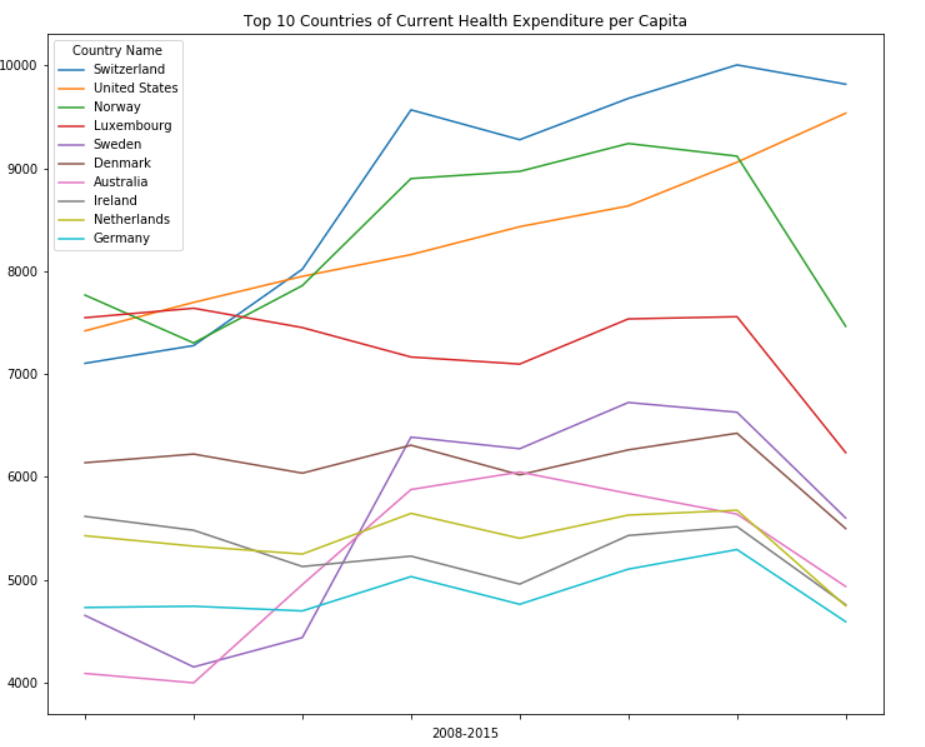 Top 10 Countries of Current Health Expenditure per Capita
Country Name
Switzerland
United States
Norway
Luxembourg
Sweden
Denmark
Australia
Ireland
Netherlands
Germany
10000
9000
8000
7000
6000
5000
4000
2008-2015